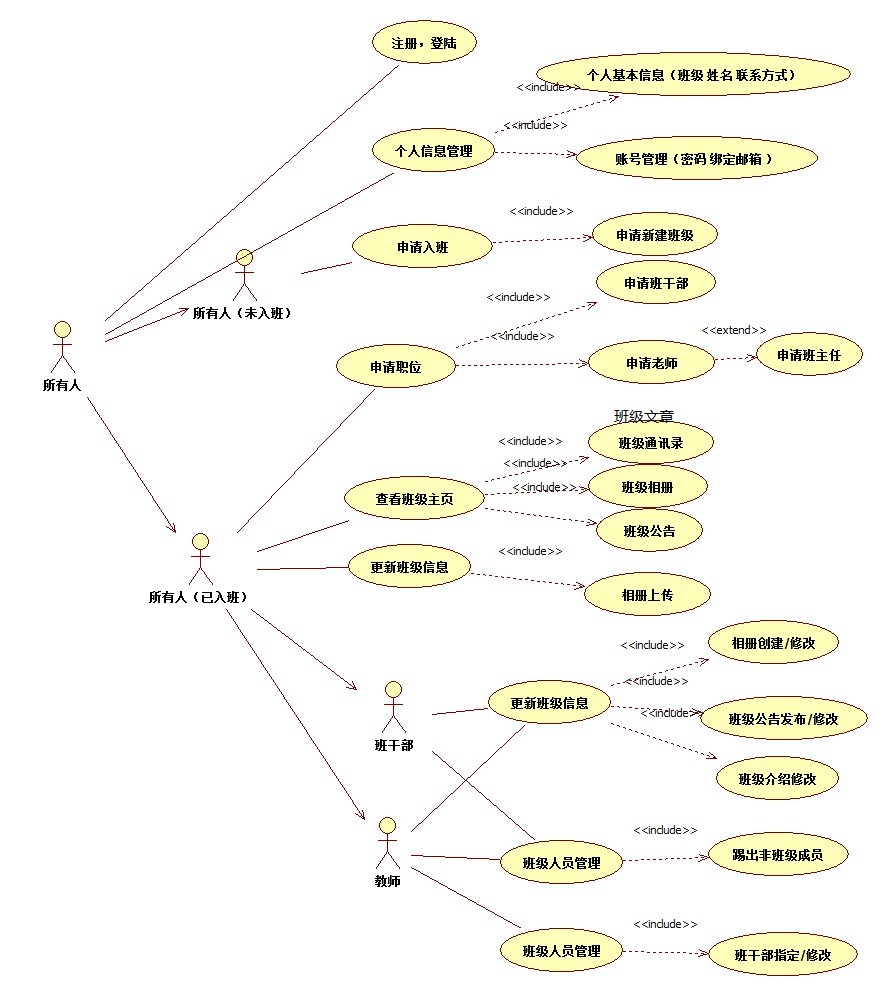 注册，登陆
个人基本信息（班级 姓名 联系方式）
<<include>>
<<include>>
个人信息管理
账号管理（密码 绑定邮箱 ）
<<include>>
申请入班
申请新建班级
所有人（未入班）
申请班干部
<<include>>
所有人
<<include>>
<<extend>>
申请职位
申请老师
申请班主任
班级文章
<<include>>
班级通讯录
<<include>>
<<include>>
班级相册
查看班级主页
班级公告
<<include>>
更新班级信息
相册上传
所有人（已入班）
<<include>>
相册创建/修改
<<include>>
更新班级信息
<<include>>
班级公告发布/修改
班干部
班级介绍修改
<<include>>
班级人员管理
踢出非班级成员
教师
<<include>>
班级人员管理
班干部指定/修改